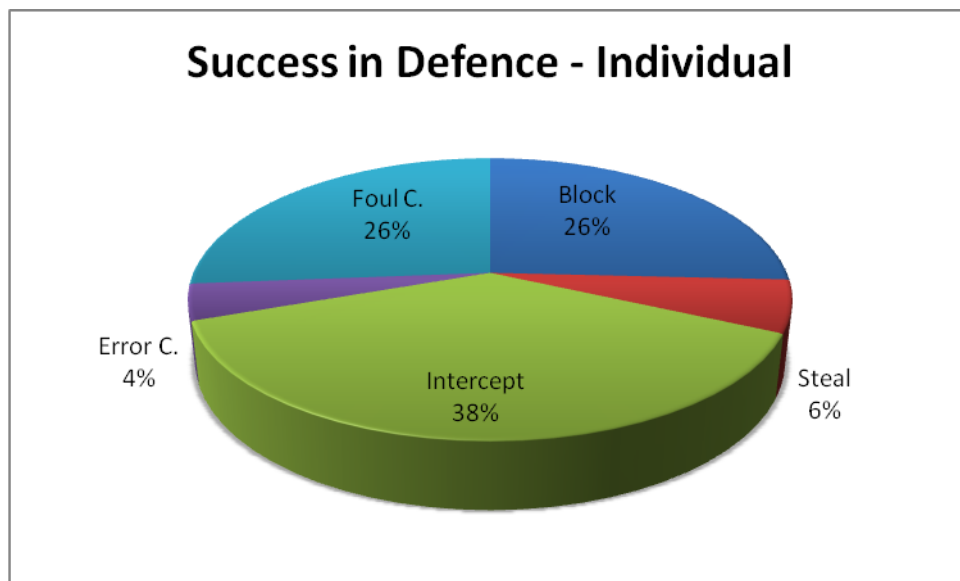 Success in Defence - Individual
Foul C.
26%
Block
26%
Error C.
4%
Intercept
38%
Steal
6%